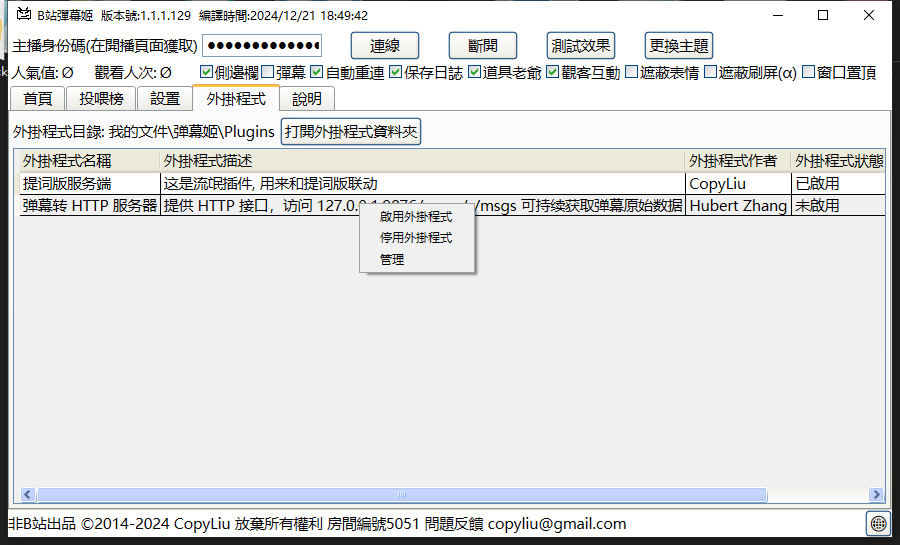 B站彈幕姬 版本號:1.1.1.129 編譯時間:2024/12/21 18:49:42
主播身份碼(在開播頁面獲取) ●●●●●●●●●●●●● 連線 斷開 測試效果 更換主題
人氣值: Ø 觀看人次: Ø 側邊欄 彈幕 自動重連 保存日誌 道具老爺 觀客互動 遮蔽表情 遮蔽刷屏(α) 窗口置頂
首頁 投喂榜 設置 外掛程式 說明
外掛程式目錄: 我的文件\弹幕姬\Plugins 打開外掛程式資料夾
外掛程式名稱 外掛程式描述 外掛程式作者 外掛程式狀態
提词版服务端 这是流氓插件, 用来和提词版联动 CopyLiu 已啟用
弹幕转 HTTP 服务器 提供 HTTP 接口，访问 127.0. /msgs 可持续获取弹幕原始数据 Hubert Zhang 未啟用
啟用外掛程式
停用外掛程式
管理
非B站出品 ©2014-2024 CopyLiu 放棄所有權利 房間編號5051 問題反饋 copyliu@gmail.com